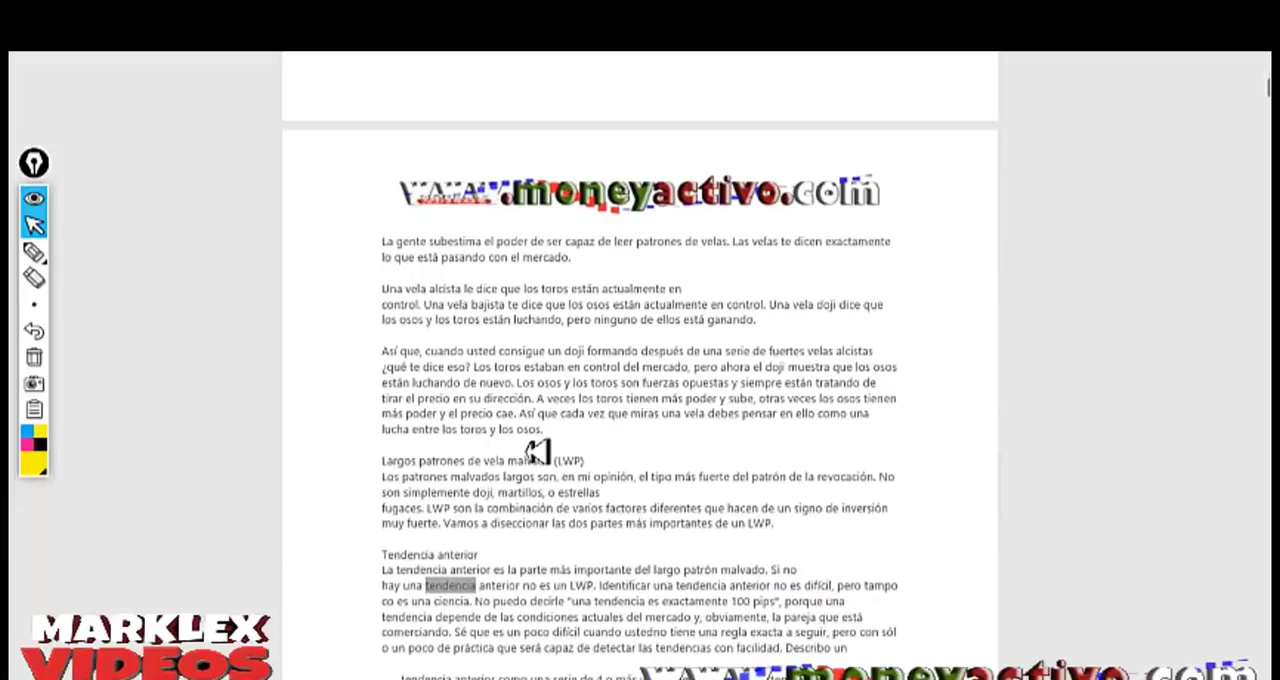 www.moneyactivo.com
La gente subestima el poder de ser capaz de leer patrones de velas. Las velas te dicen exactamente
lo que está pasando con el mercado.
Una vela alcista le dice que los toros están actualmente en
control. Una vela bajista te dice que los osos están actualmente en control. Una vela doji dice que
los osos y los toros están luchando, pero ninguno de ellos está ganando.
Así que, cuando usted consigue un doji formando después de una serie de fuertes velas alcistas
¿qué te dice eso? Los toros estaban en control del mercado, pero ahora el doji muestra que los osos
están luchando de nuevo. Los osos y los toros son fuerzas opuestas y siempre están tratando de
tirar el precio en su dirección. A veces los toros tienen más poder y sube, otras veces los osos tienen
más poder y el precio cae. Así que cada vez que miras una vela debes pensar en ello como una
lucha entre los toros y los osos.
Largos patrones de vela (LWP)
Los patrones malvados largos son, en mi opinión, el tipo más fuerte del patrón de la revocación. No
son simplemente doji, martillos, o estrellas
fugaces. LWP son la combinación de varios factores diferentes que hacen de un signo de inversión
muy fuerte. Vamos a diseccionar las dos partes más importantes de un LWP.
Tendencia anterior
La tendencia anterior es la parte más importante del largo patrón malvado. Si no
hay una tendencia anterior no es un LWP. Identificar una tendencia anterior no es difícil, pero tampo
co es una ciencia. No puedo decirle "una tendencia es exactamente 100 pips", porque una
tendencia depende de las condiciones actuales del mercado y, obviamente, la pareja que está
comerciando. Sé que es un poco difícil cuando ustedno tiene una regla exacta a seguir, pero con sól
o un poco de práctica que será capaz de detectar las tendencias con facilidad. Describo un
tendencia anterior como una serie de 4 o más
MARKLEX
VIDEOS
www.moneyactivo.com